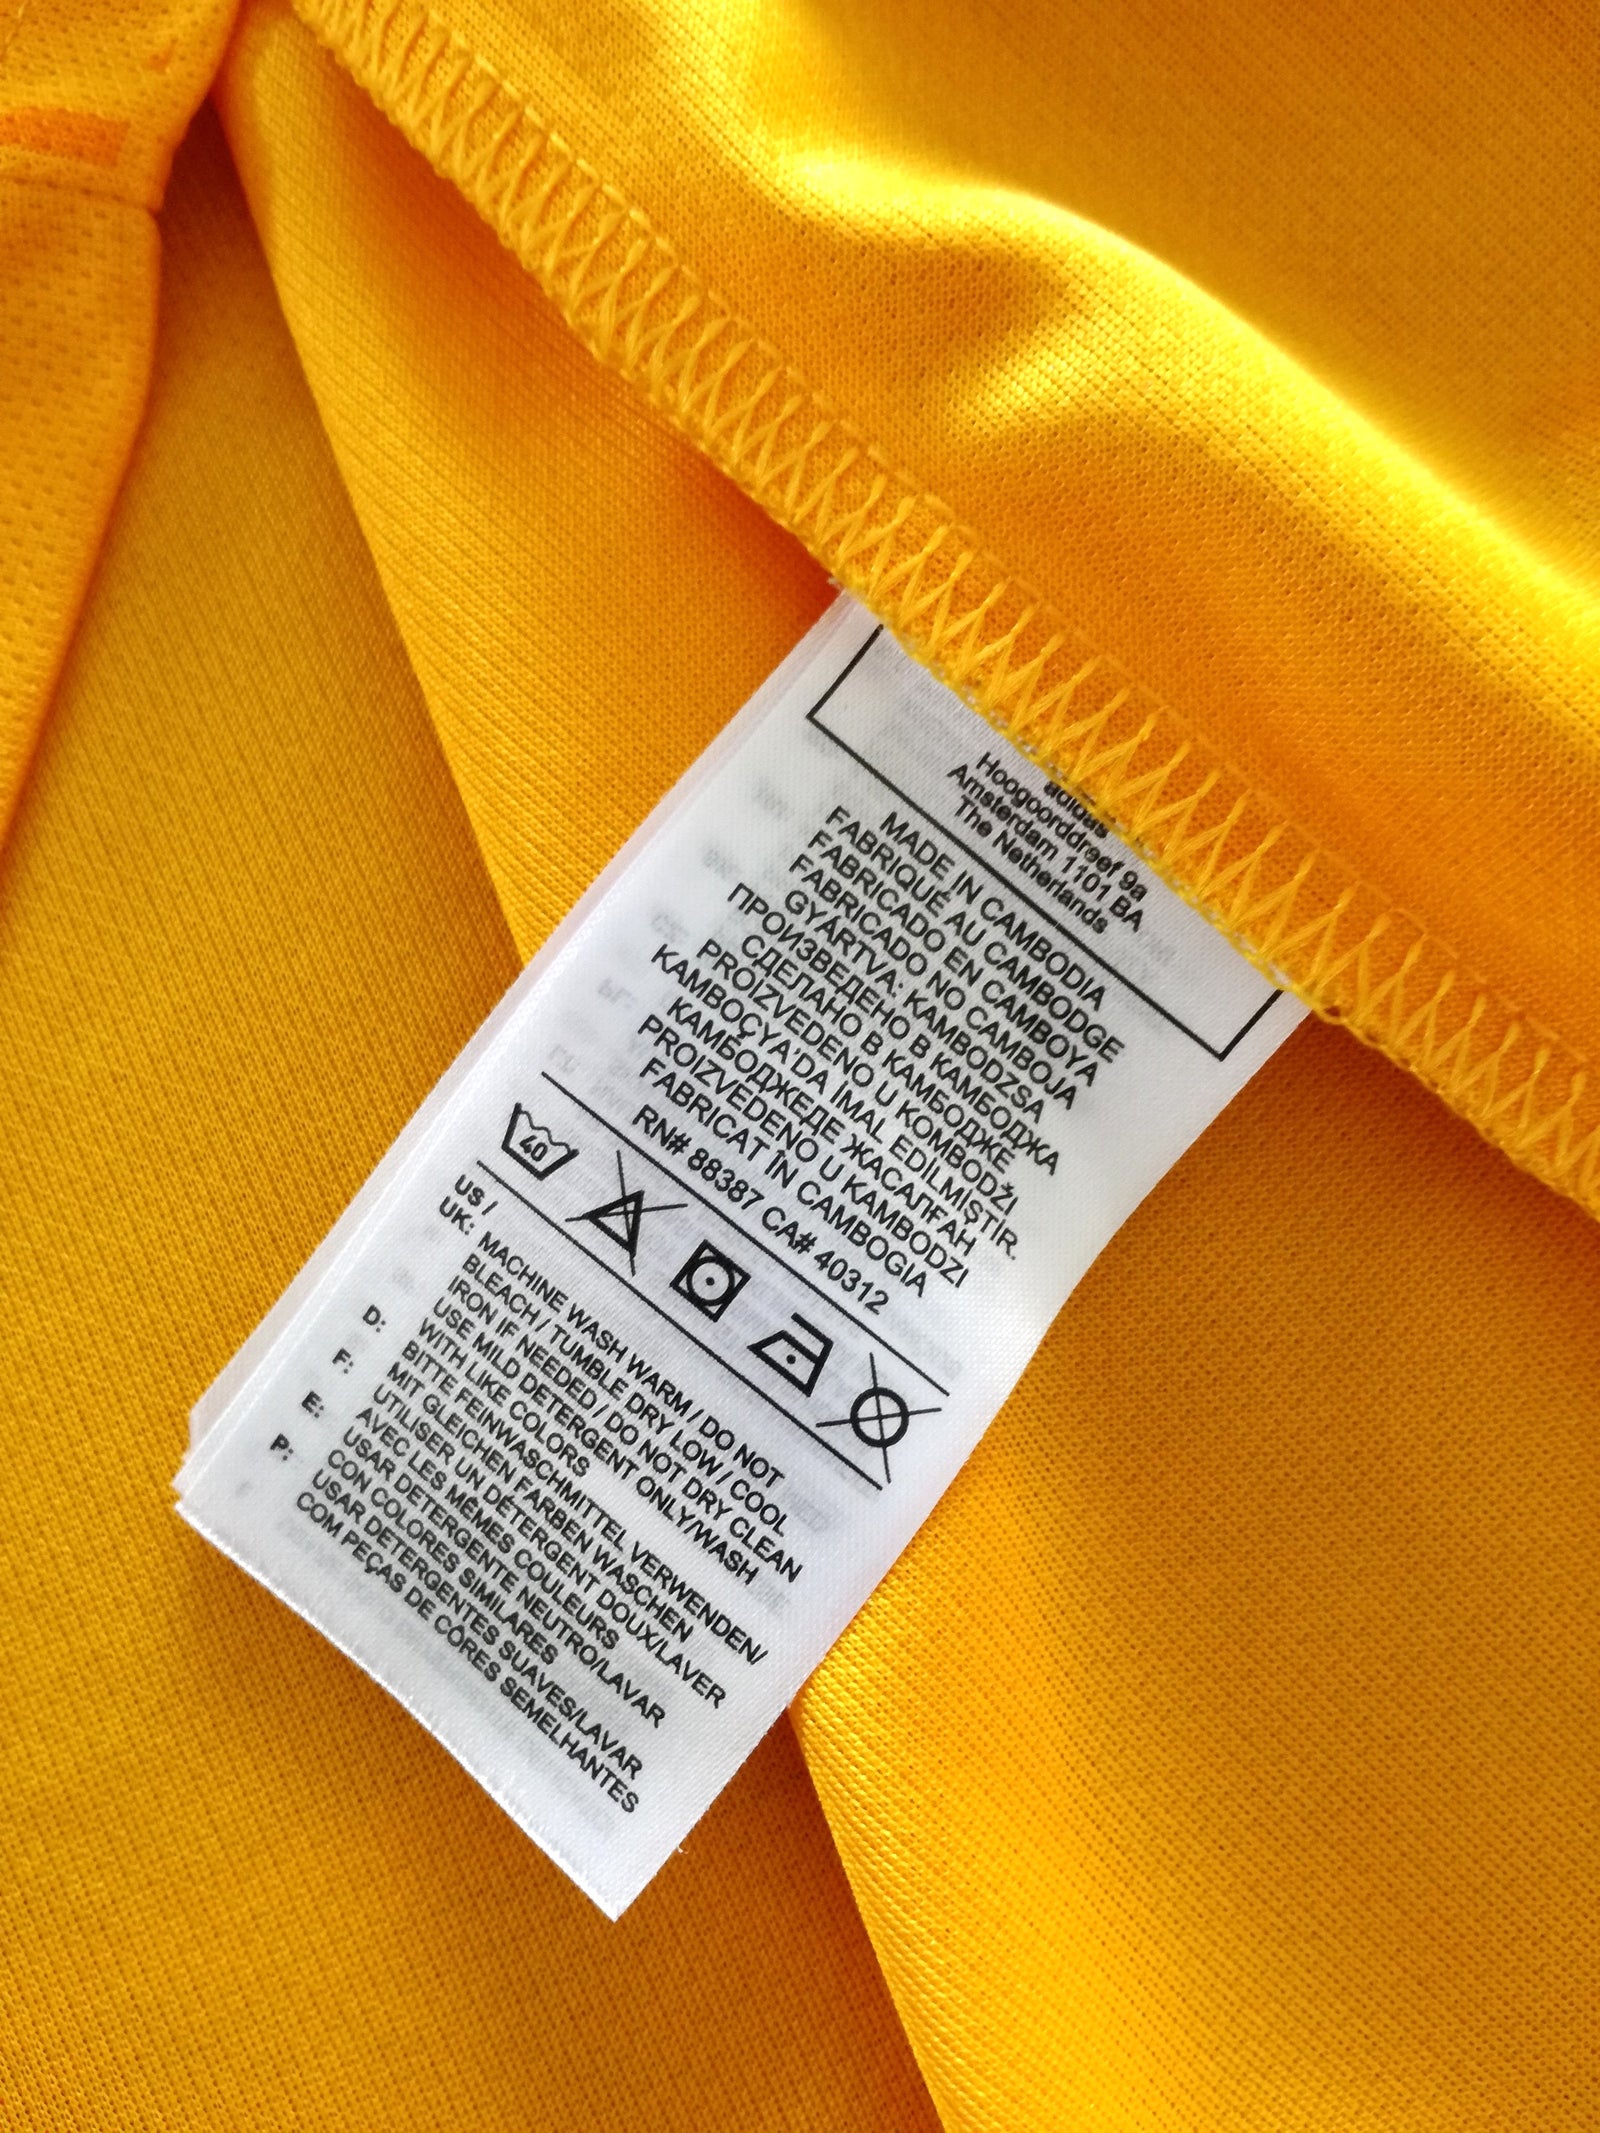 adidas
Hoogoorddreef 9a
Amsterdam 1101 BA
The Netherlands
MADE IN CAMBODIA
FABRIQUÉ AU CAMBODGE
FABRICADO EN CAMBOYA
FABRICADO NO CAMBOJA
GYÁRTVA: KAMBODZSA
ПРОИЗВЕДЕНО В КАМБОДЖА
СДЕЛАНО В КАМБОДЖЕ
PROİZVEDENO U KOMBODŽI
KAMBOÇYA'DA İMAL EDİLMİŞTİR.
КАМБОДЖЕДЕ ЖАСАЛҒАН
PROIZVEDENO U KAMBODZI
FABRICAT ÎN CAMBOGIA
RN# 88387 CA# 40312
40
US /
UK: MACHINE WASH WARM / DO NOT
BLEACH / TUMBLE DRY LOW / COOL
IRON IF NEEDED / DO NOT DRY CLEAN
USE MILD DETERGENT ONLY/WASH
WITH LIKE COLORS
D: BITTE FEINWASCHMITTEL VERWENDEN/
MIT GLEICHEN FARBEN WASCHEN
F: UTILISER UN DÉTERGENT DOUX/LAVER
AVEC LES MÊMES COULEURS
E: USAR DETERGENTE NEUTRO/LAVAR
CON COLORES SIMILARES
P: USAR DETERGENTES SUAVES/LAVAR
COM PEÇAS DE CÔRES SEMELHANTES